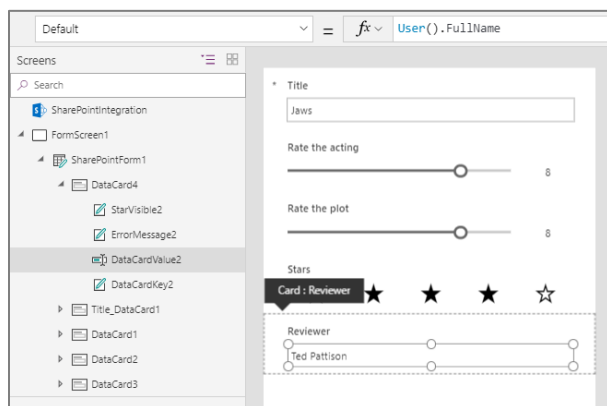 Default = fx User().FullName
Screens
Search
SharePointIntegration
FormScreen1
SharePointForm1
DataCard4
StarVisible2
ErrorMessage2
DataCardValue2
DataCardKey2
Title_DataCard1
DataCard1
DataCard2
DataCard3
* Title
Jaws
Rate the acting
8
Rate the plot
8
Stars
Card : Reviewer
Reviewer
Ted Pattison